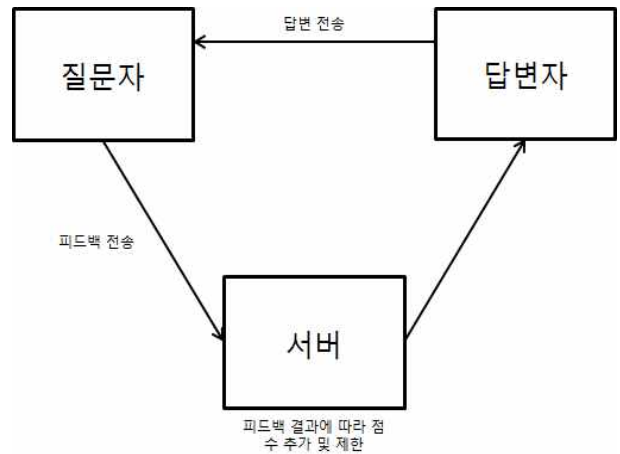 답변 전송
질문자
답변자
피드백 전송
서버
피드백 결과에 따라 점
수 추가 및 제한